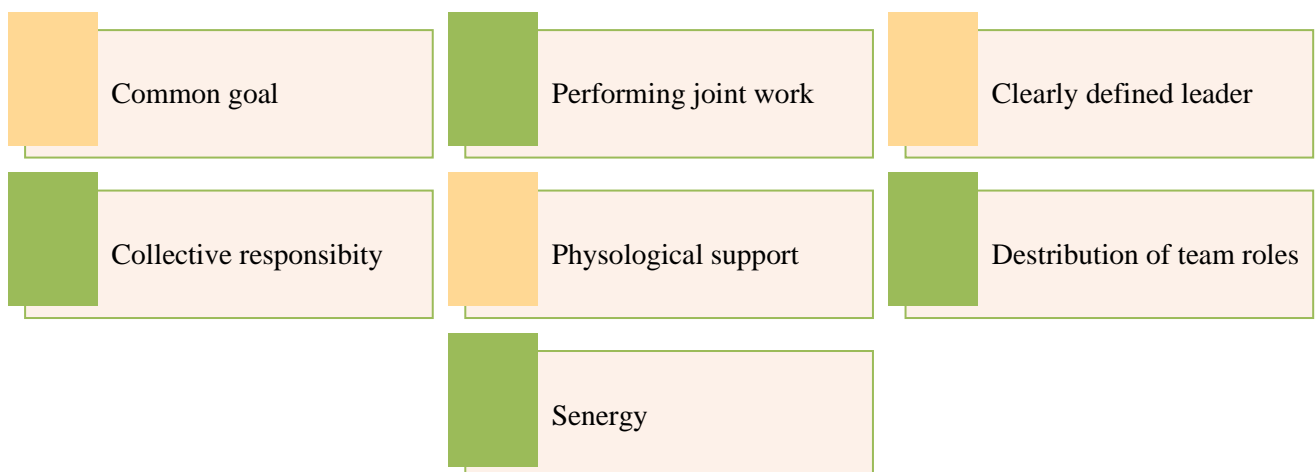 Common goal
Performing joint work
Clearly defined leader
Collective responsibity
Physological support
Destribution of team roles
Senergy